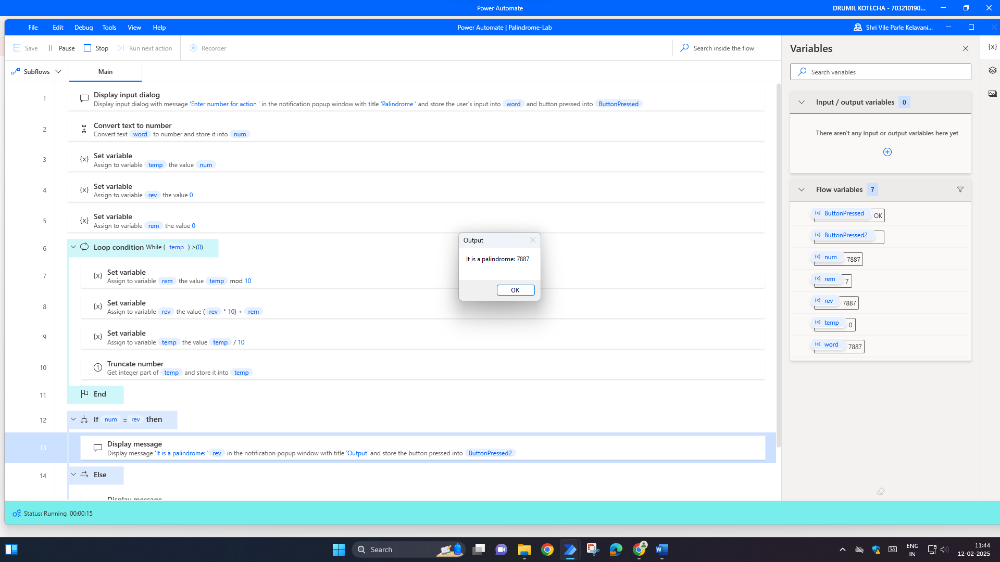 Power Automate
DRUMIL KOTECHA - 703210190...
File Edit Debug Tools View Help
Power Automate | Palindrome-Lab
Shri Vile Parle Kelavani...
Save Pause Stop Run next action Recorder
Search inside the flow
Subflows
Main
1
Display input dialog
Display input dialog with message 'Enter number for action ' in the notification popup window with title 'Palindrome ' and store the user's input into word and button pressed into ButtonPressed
2
Convert text to number
Convert text word to number and store it into num
3
{x} Set variable
Assign to variable temp the value num
4
{x} Set variable
Assign to variable rev the value 0
5
{x} Set variable
Assign to variable rem the value 0
6
Loop condition While ( temp ) >(0)
7
{x} Set variable
Assign to variable rem the value temp mod 10
8
{x} Set variable
Assign to variable rev the value ( rev * 10) + rem
9
{x} Set variable
Assign to variable temp the value temp / 10
10
1 Truncate number
Get integer part of temp and store it into temp
11
End
12
If num = rev then
13
Display message
Display message 'It is a palindrome: ' rev in the notification popup window with title 'Output' and store the button pressed into ButtonPressed2
14
Else
Display message
Output
It is a palindrome: 7887
OK
Variables
{x}
Search variables
Input / output variables 0
There aren't any input or output variables here yet
Flow variables 7
(x) ButtonPressed OK
(x) ButtonPressed2
(x) num 7887
(x) rem 7
(x) rev 7887
(x) temp 0
(x) word 7887
Status: Running 00:00:15
Search
ENG
IN
11:44
12-02-2025